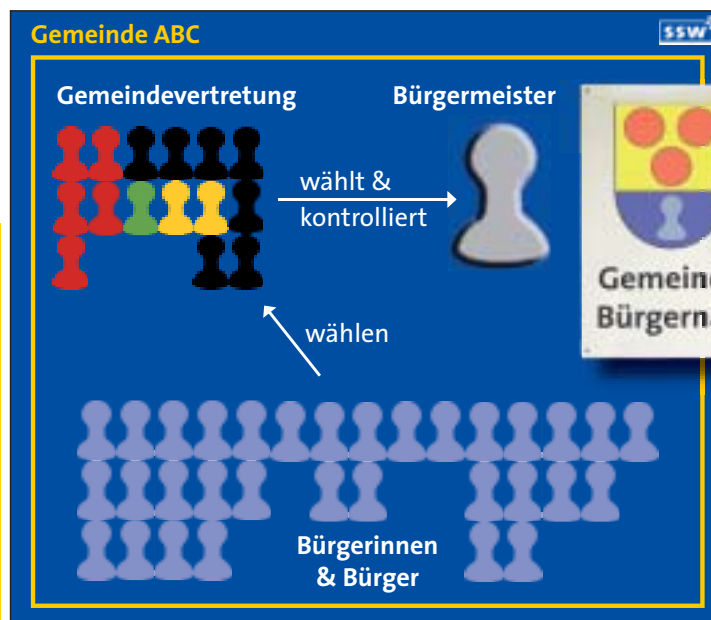 Gemeinde ABC
ssw
Gemeindevertretung
Bürgermeister
wählt &
kontrolliert
wählen
Bürgerinnen
& Bürger